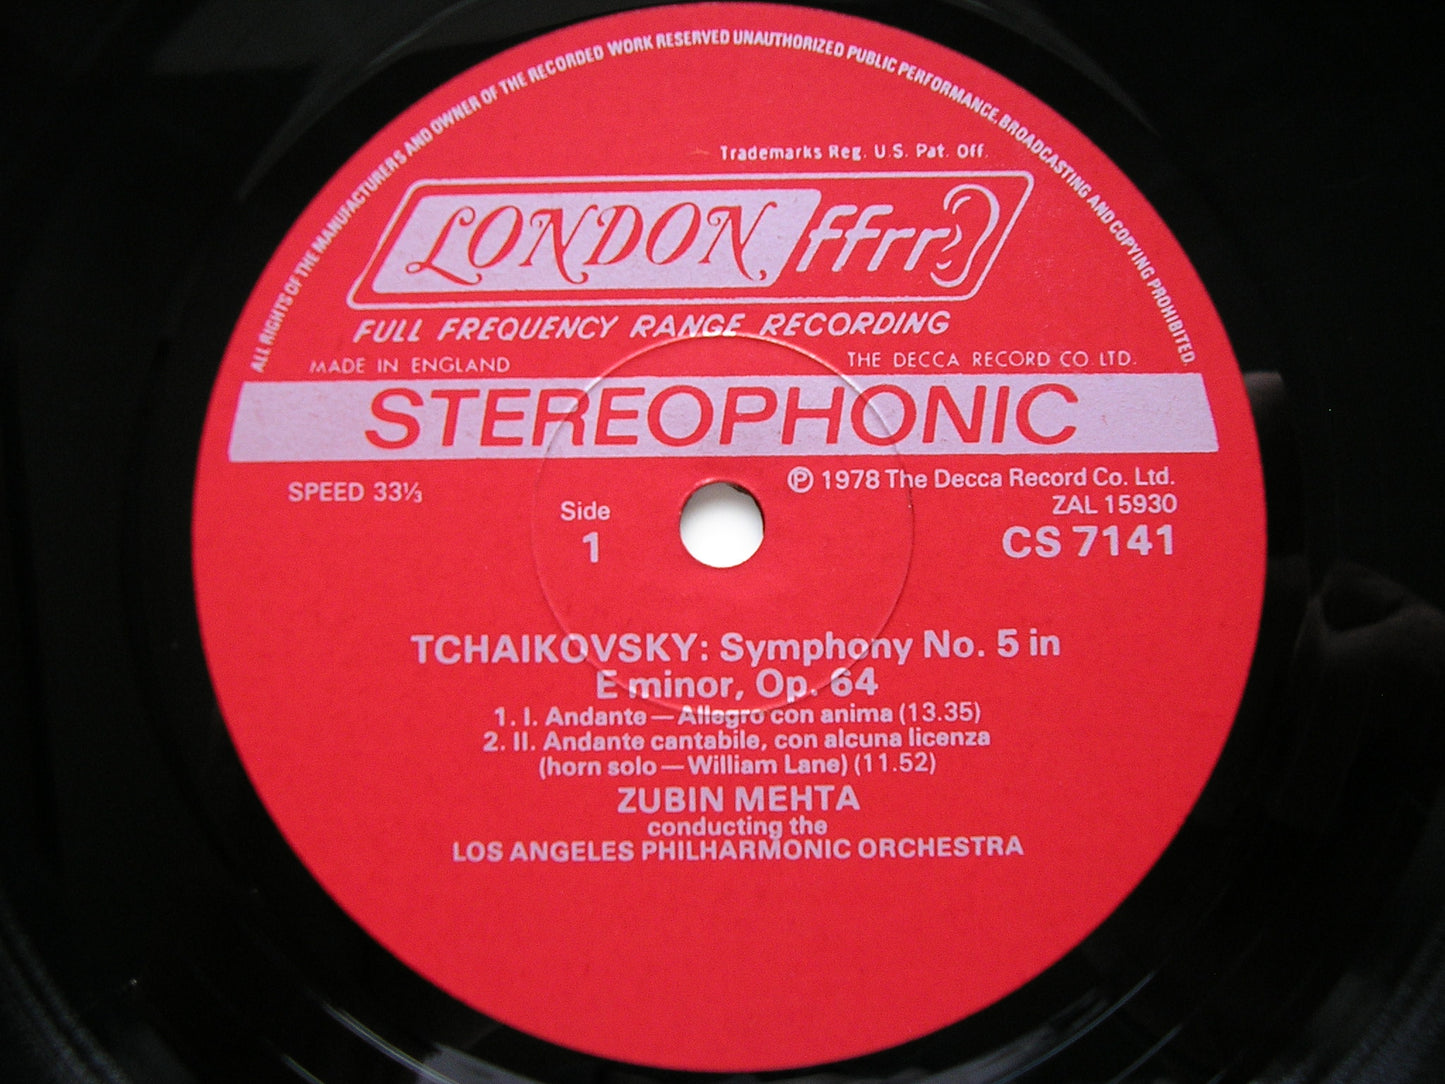 ALL RIGHTS OF THE MANUFACTURERS AND OWNER OF THE RECORDED WORK RESERVED UNAUTHORIZED PUBLIC PERFORMANCE, BROADCASTING AND COPYING PROHIBITED.
Trademarks Reg. U.S. Pat. Off.
LONDON ffrr
FULL FREQUENCY RANGE RECORDING
MADE IN ENGLAND THE DECCA RECORD CO. LTD.
STEREOPHONIC
SPEED 33⅓ ℗ 1978 The Decca Record Co. Ltd.
Side ZAL 15930
1 CS 7141
TCHAIKOVSKY: Symphony No. 5 in
E minor, Op. 64
1. I. Andante — Allegro con anima (13.35)
2. II. Andante cantabile, con alcuna licenza
(horn solo — William Lane) (11.52)
ZUBIN MEHTA
conducting the
LOS ANGELES PHILHARMONIC ORCHESTRA